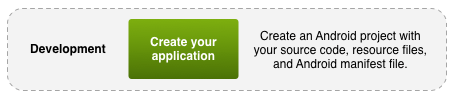 Development
Create your
application
Create an Android project with
your source code, resource files,
and Android manifest file.